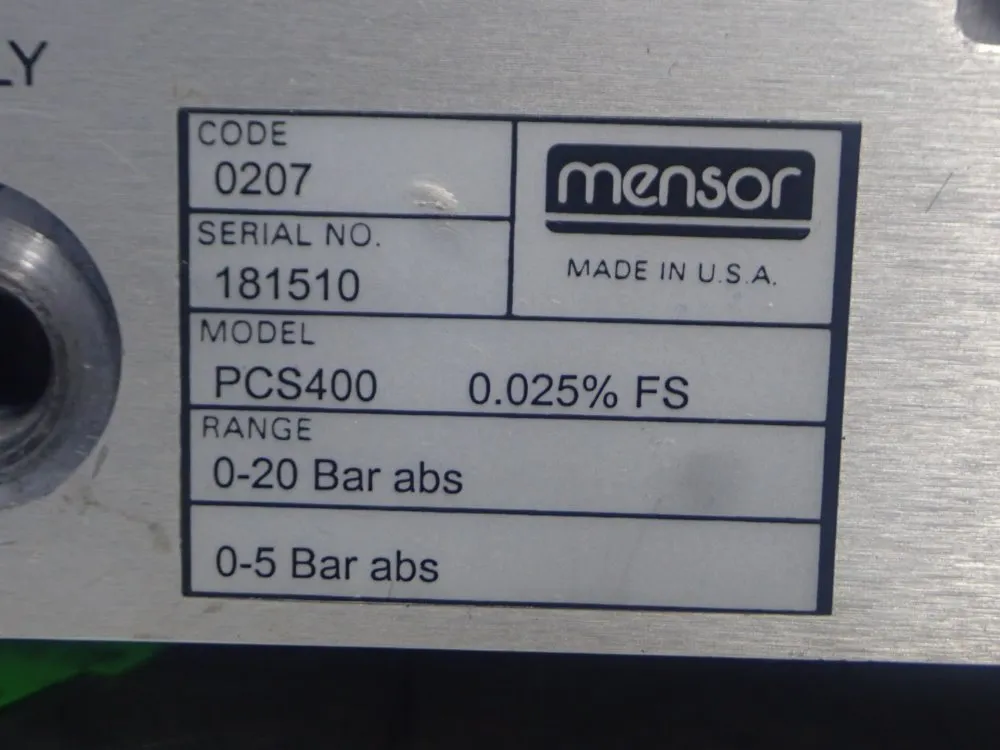 LY
CODE
0207
mensor
MADE IN U.S.A.
SERIAL NO.
181510
MODEL
PCS400 0.025% FS
RANGE
0-20 Bar abs
0-5 Bar abs